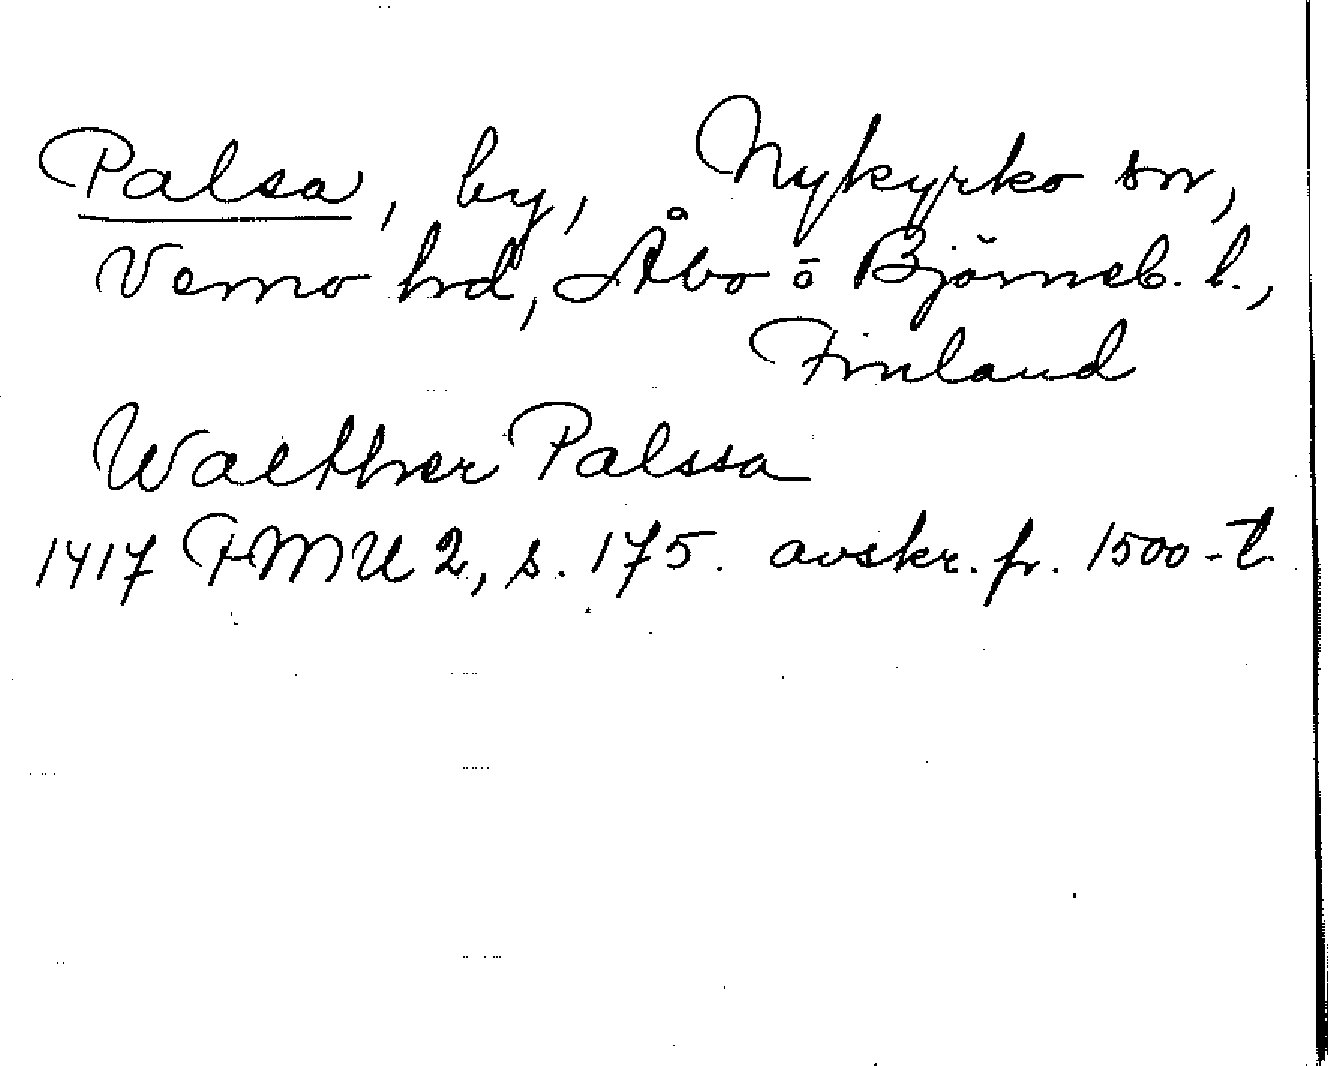 Palsa, by, Nykyrko sn,
Vemo hd, Åbo o Björneb. l.,
Finland
Walther Palssa
1417 FMU 2, s. 175. avskr. fr. 1500-t.